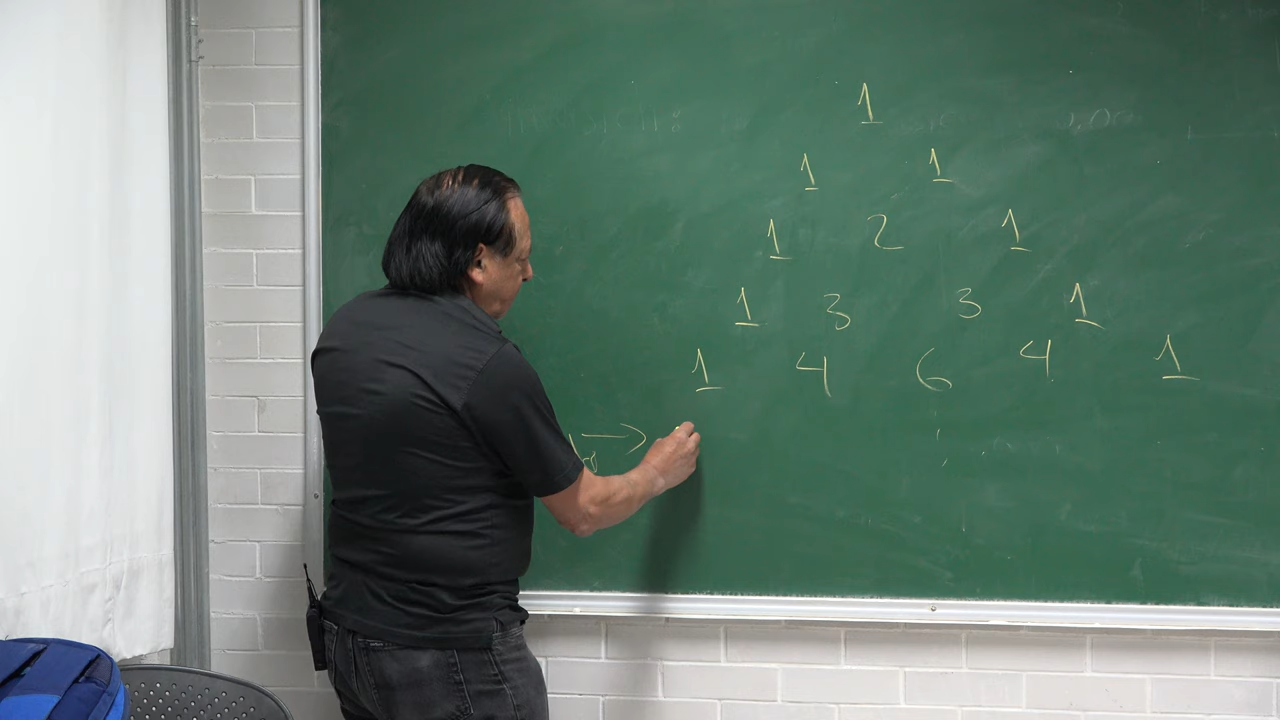 1
1 1
1 2 1
1 3 3 1
1 4 6 4 1
→